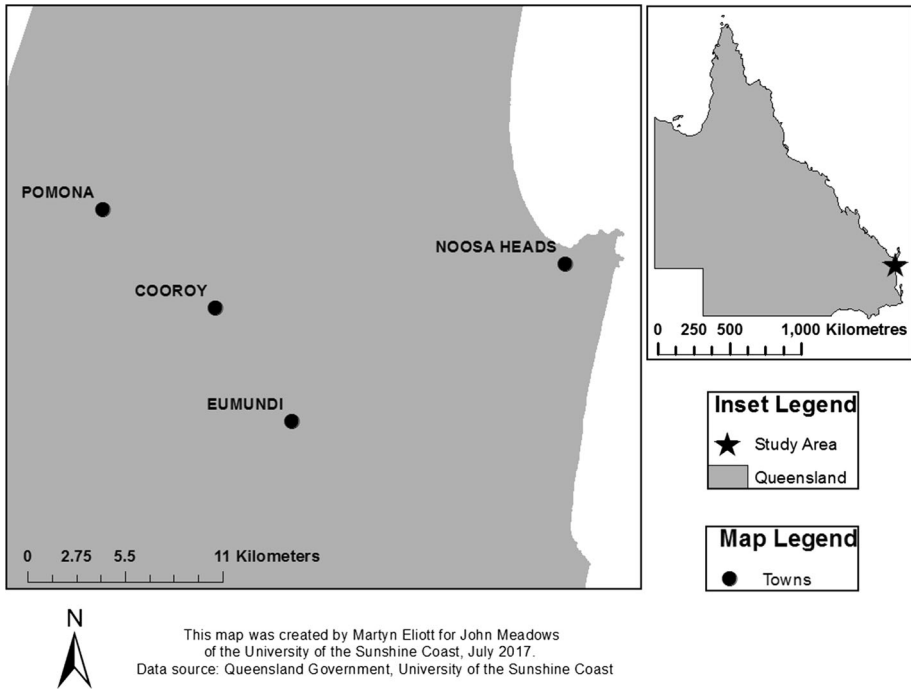 POMONA
NOOSA HEADS
COOROY
EUMUNDI
0 2.75 5.5 11 Kilometers
0 250 500 1,000 Kilometres
Inset Legend
Study Area
Queensland
Map Legend
Towns
N
This map was created by Martyn Eliott for John Meadows
of the University of the Sunshine Coast, July 2017.
Data source: Queensland Government, University of the Sunshine Coast